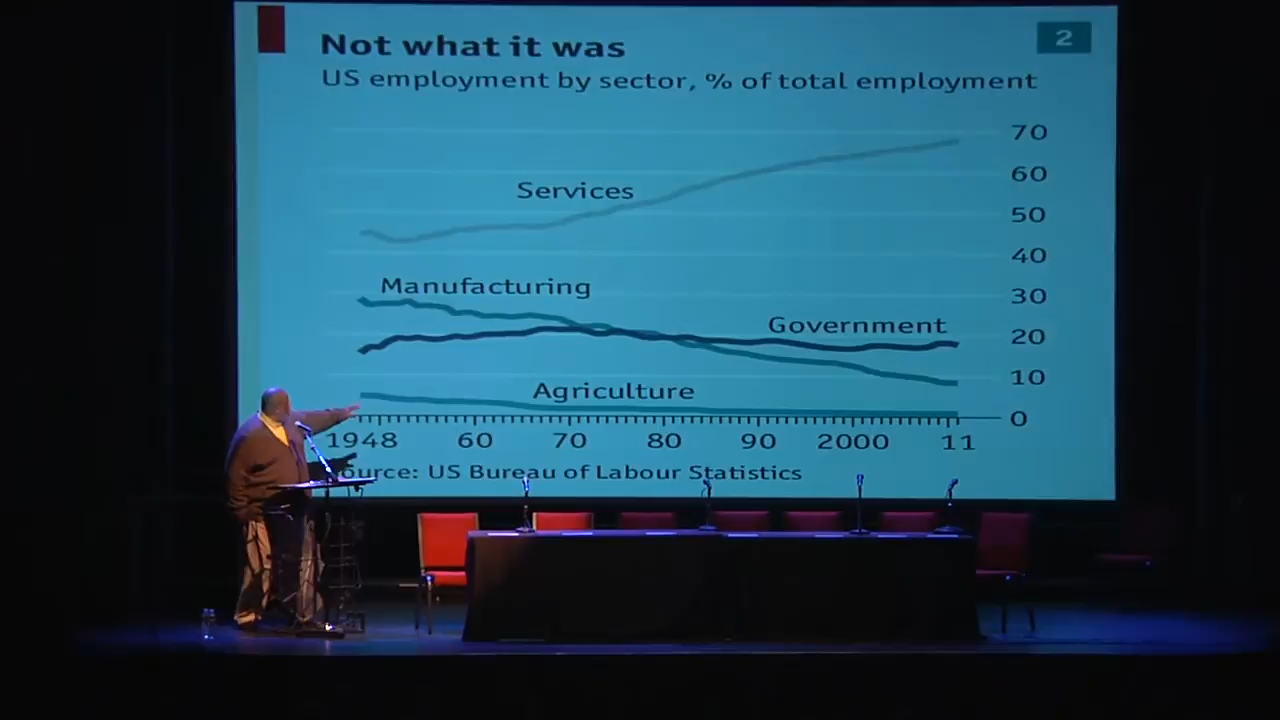 Not what it was
2
US employment by sector, % of total employment
70
60
Services
50
40
Manufacturing
30
Government
20
10
Agriculture
0
1948 60 70 80 90 2000 11
ource: US Bureau of Labour Statistics